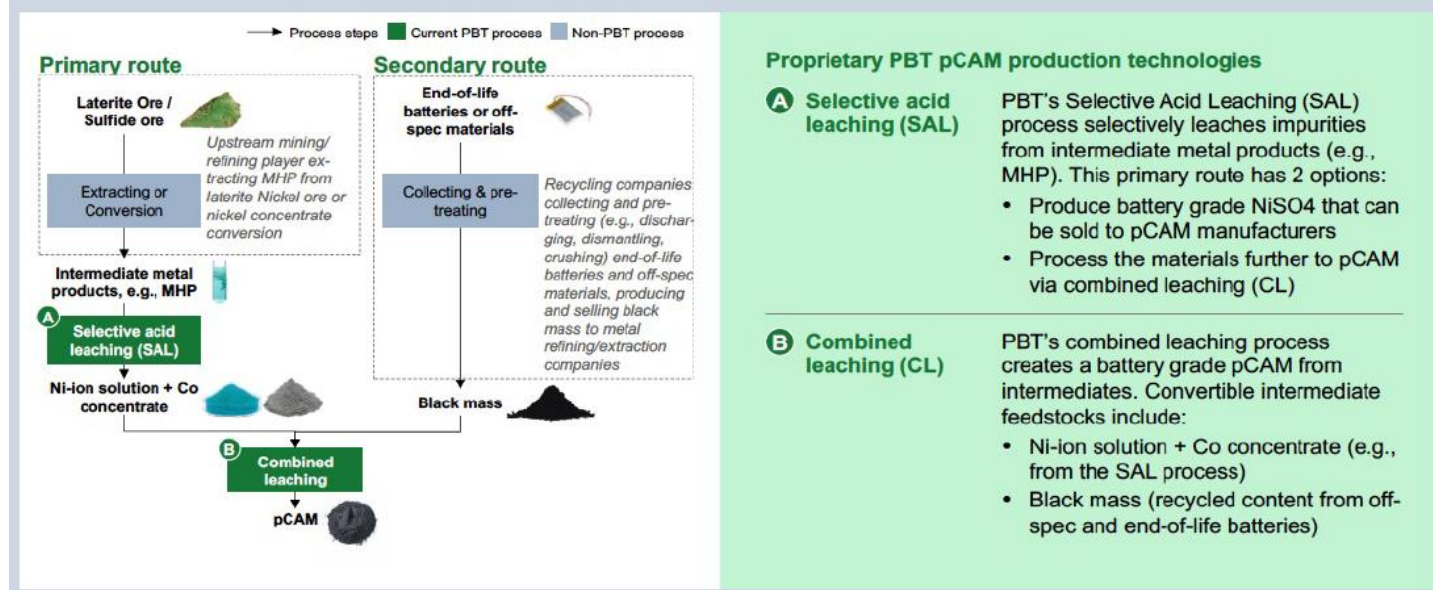 Process steps
Current PBT process
Non-PBT process
Primary route
Laterite Ore /
Sulfide ore
Upstream mining/
refining player ex-
tracting MHP from
laterite Nickel ore or
nickel concentrate
conversion
Extracting or
Conversion
Intermediate metal
products, e.g., MHP
A
Selective acid
leaching (SAL)
Ni-ion solution + Co
concentrate
Secondary route
End-of-life
batteries or off-
spec materials
Collecting & pre-
treating
Recycling companies
collecting and pre-
treating (e.g., dischar-
ging, dismantling,
crushing) end-of-life
batteries and off-spec
materials, producing
and selling black
mass to metal
refining/extraction
companies
Black mass
B
Combined
leaching
pCAM
Proprietary PBT pCAM production technologies
A
Selective acid
leaching (SAL)
PBT's Selective Acid Leaching (SAL)
process selectively leaches impurities
from intermediate metal products (e.g.,
MHP). This primary route has 2 options:
• Produce battery grade NiSO4 that can
be sold to pCAM manufacturers
• Process the materials further to pCAM
via combined leaching (CL)
B
Combined
leaching (CL)
PBT's combined leaching process
creates a battery grade pCAM from
intermediates. Convertible intermediate
feedstocks include:
• Ni-ion solution + Co concentrate (e.g.,
from the SAL process)
• Black mass (recycled content from off-
spec and end-of-life batteries)